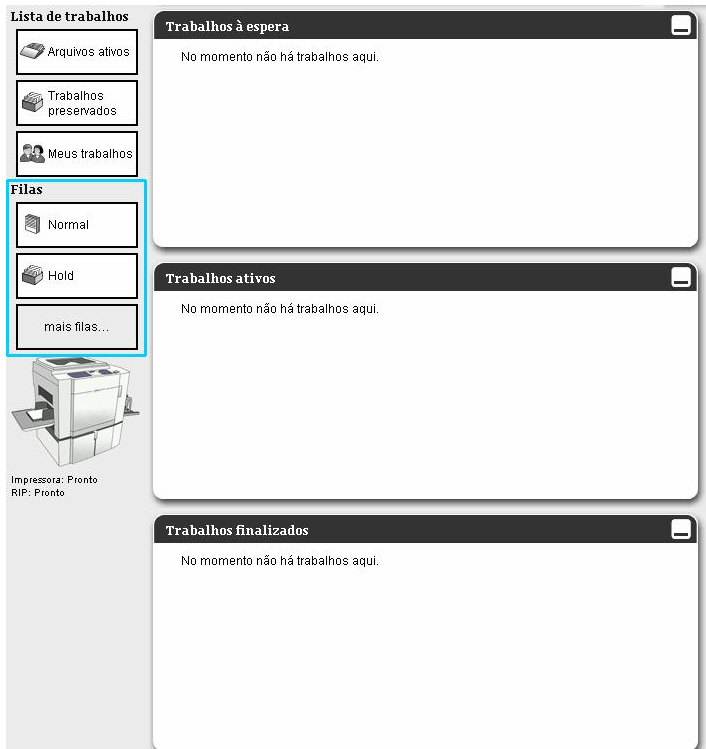 Lista de trabalhos
Arquivos ativos
Trabalhos
preservados
Meus trabalhos
Filas
Normal
Hold
mais filas...
Impressora: Pronto
RIP: Pronto
Trabalhos à espera
No momento não há trabalhos aqui.
Trabalhos ativos
No momento não há trabalhos aqui.
Trabalhos finalizados
No momento não há trabalhos aqui.